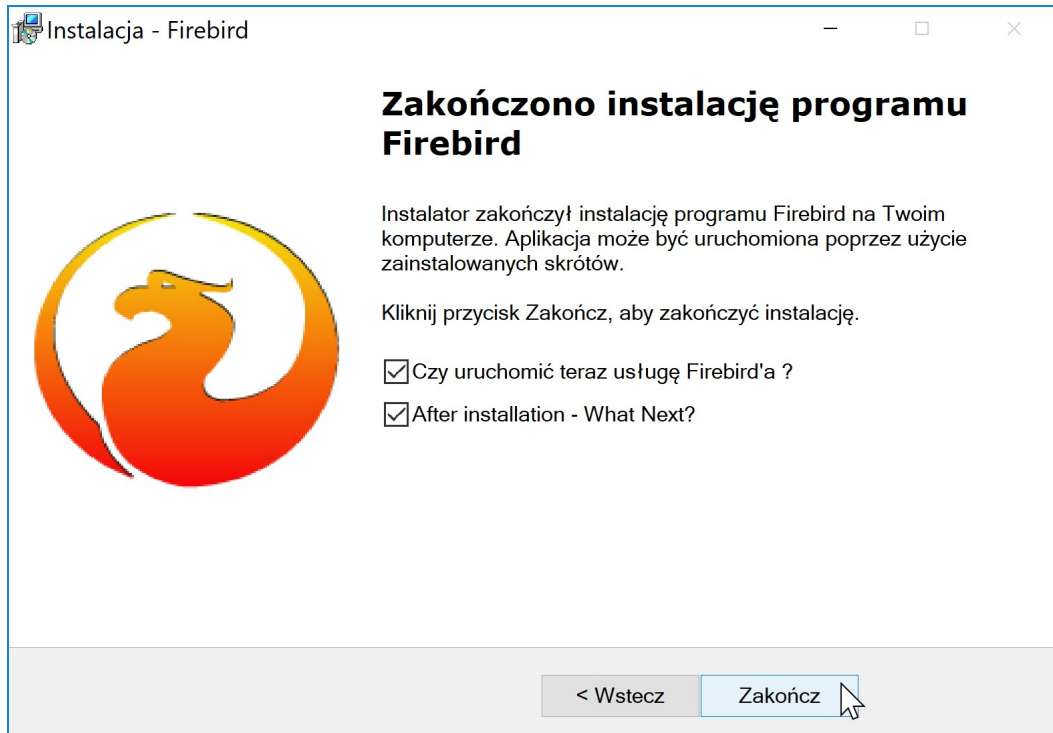 Instalacja - Firebird
Zakończono instalację programu
Firebird
Instalator zakończył instalację programu Firebird na Twoim
komputerze. Aplikacja może być uruchomiona poprzez użycie
zainstalowanych skrótów.
Kliknij przycisk Zakończ, aby zakończyć instalację.
Czy uruchomić teraz usługę Firebird'a ?
After installation - What Next?
< Wstecz
Zakończ